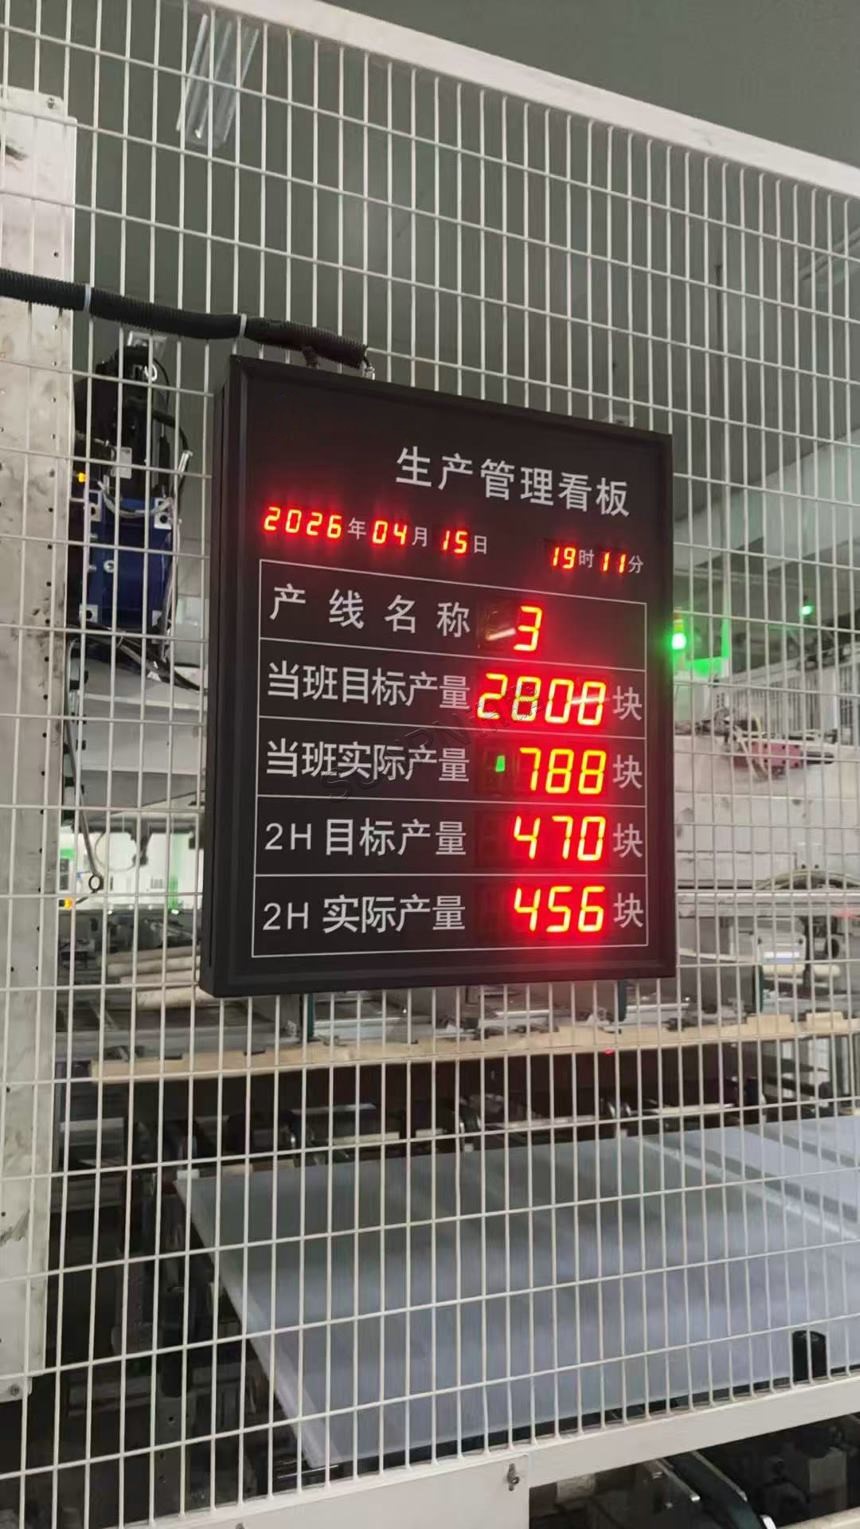 生产管理看板
2026年04月15日 19时11分
产线名称 3
当班目标产量 2800块
当班实际产量 788块
2H目标产量 470块
2H实际产量 456块